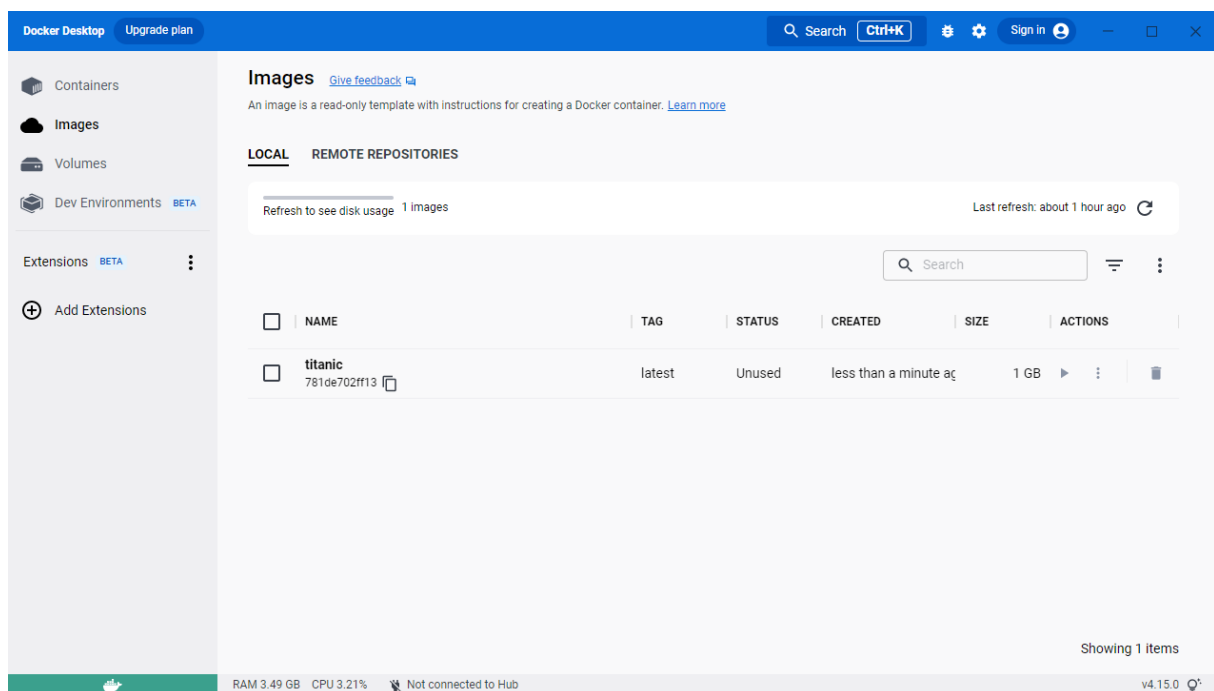 Docker Desktop Upgrade plan Search Ctrl+K Sign in
Containers
Images
Volumes
Dev Environments BETA
Extensions BETA
Add Extensions
Images Give feedback
An image is a read-only template with instructions for creating a Docker container. Learn more
LOCAL REMOTE REPOSITORIES
Refresh to see disk usage 1 images Last refresh: about 1 hour ago
Search
NAME TAG STATUS CREATED SIZE ACTIONS
titanic
781de702ff13 latest Unused less than a minute ag 1 GB
Showing 1 items
RAM 3.49 GB CPU 3.21% Not connected to Hub v4.15.0